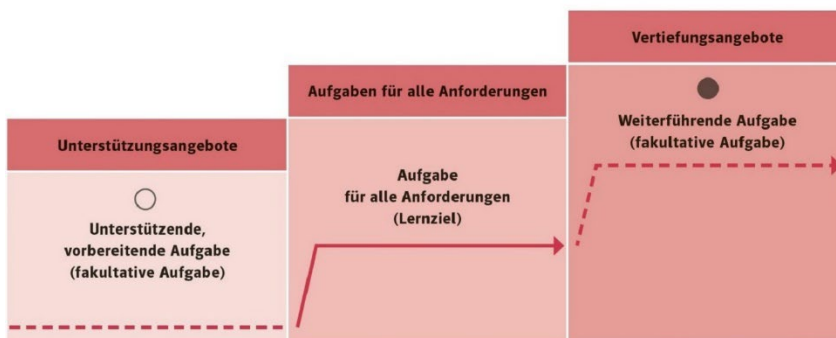 Unterstützungsangebote
Unterstützende,
vorbereitende Aufgabe
(fakultative Aufgabe)
Aufgaben für alle Anforderungen
Aufgabe
für alle Anforderungen
(Lernziel)
Vertiefungsangebote
Weiterführende Aufgabe
(fakultative Aufgabe)